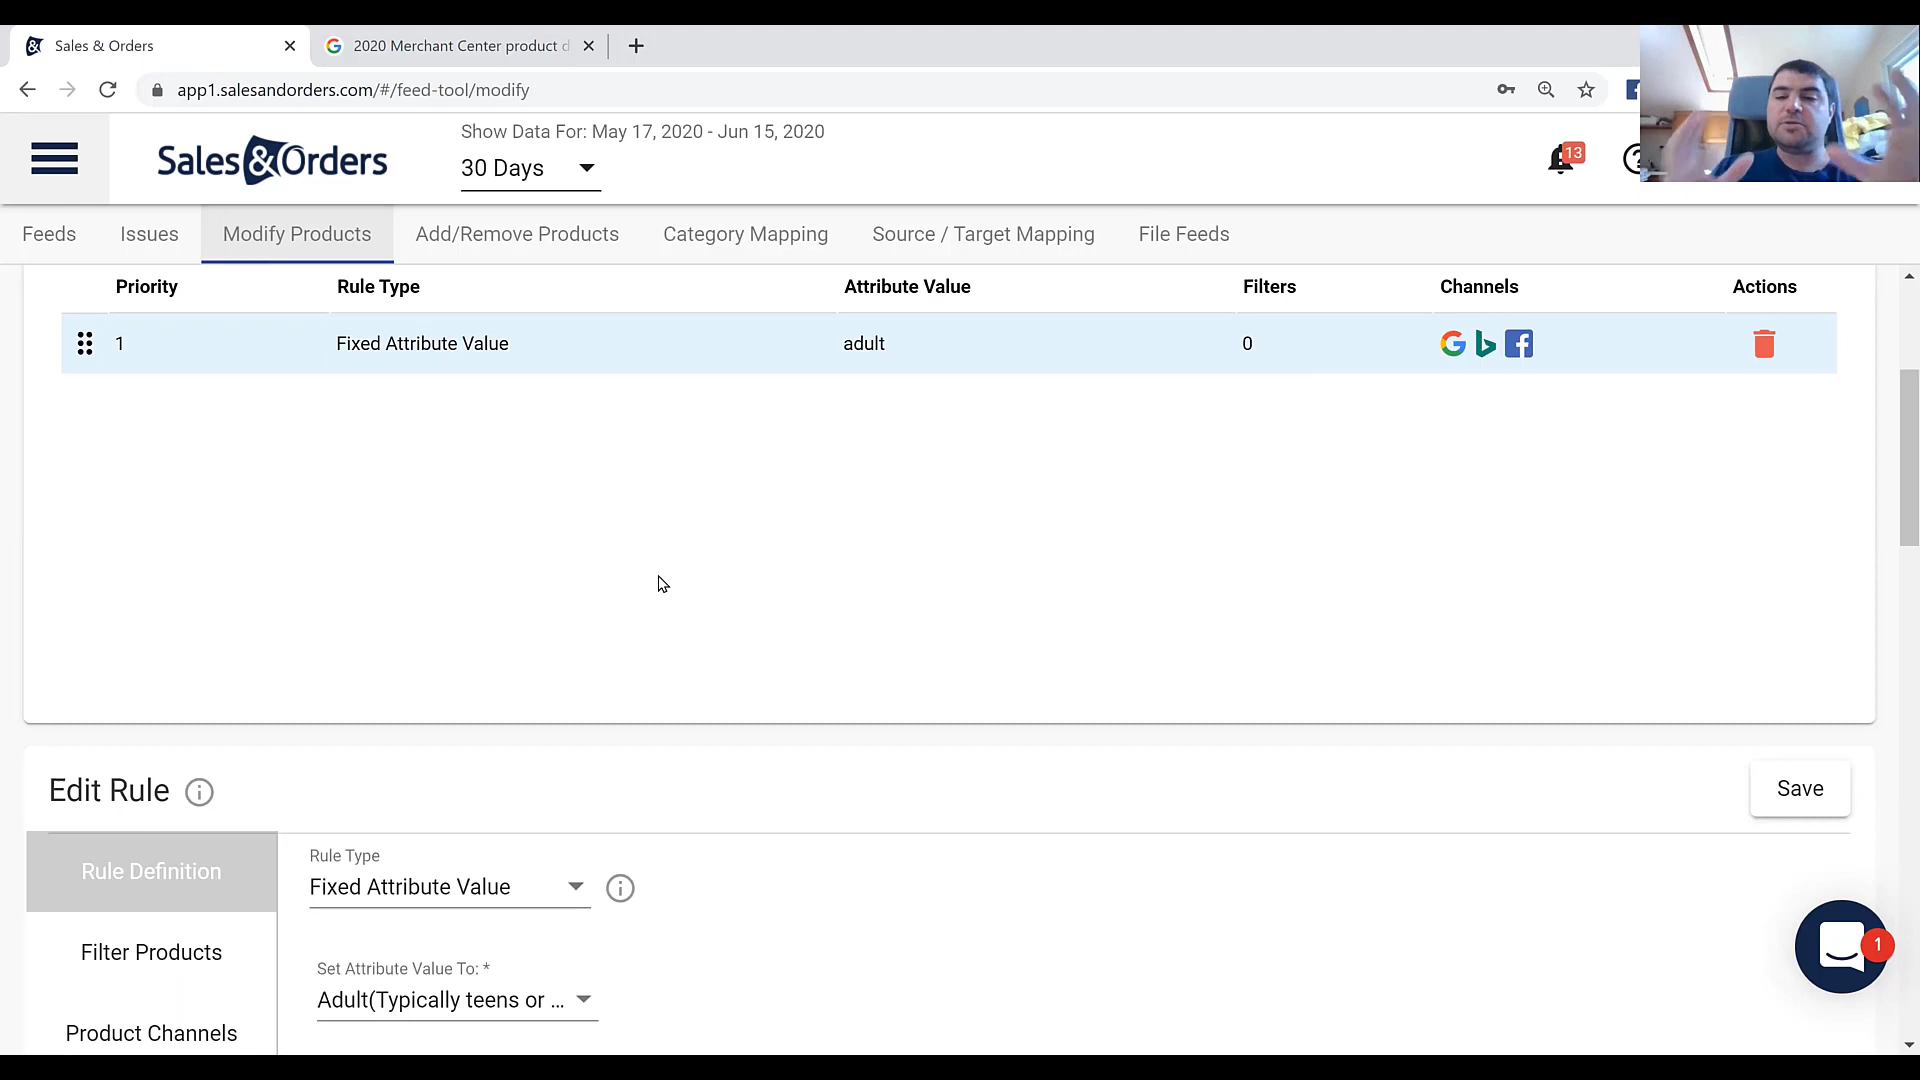 Sales & Orders
2020 Merchant Center product d
app1.salesandorders.com/#/feed-tool/modify
Sales&Orders
Show Data For: May 17, 2020 - Jun 15, 2020
30 Days
13
Feeds
Issues
Modify Products
Add/Remove Products
Category Mapping
Source / Target Mapping
File Feeds
Priority
Rule Type
Attribute Value
Filters
Channels
Actions
1
Fixed Attribute Value
adult
0
Edit Rule
Save
Rule Definition
Rule Type
Fixed Attribute Value
Filter Products
1
Set Attribute Value To: *
Adult(Typically teens or ...
Product Channels